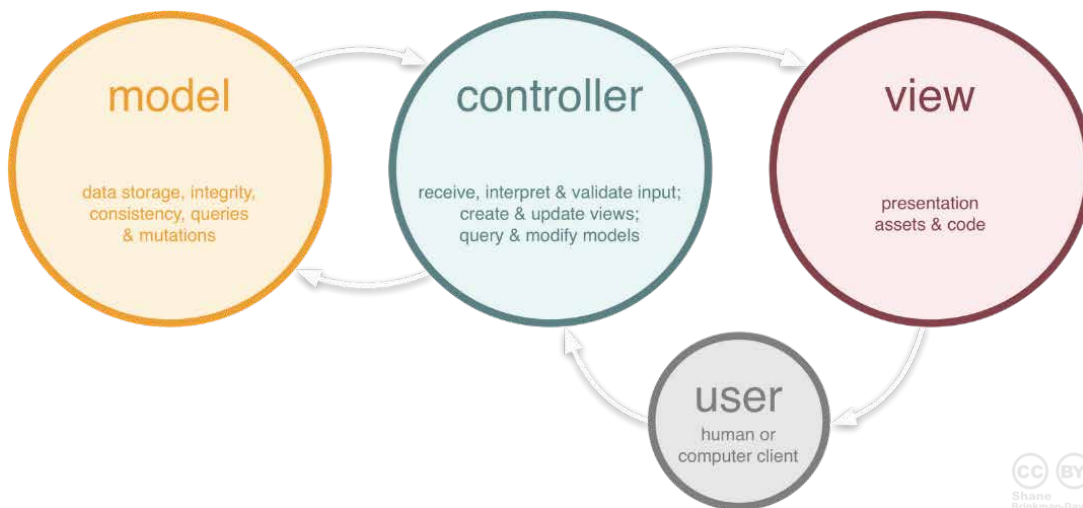 model
data storage, integrity,
consistency, queries
& mutations
controller
receive, interpret & validate input;
create & update views;
query & modify models
view
presentation
assets & code
user
human or
computer client
CC BY
Shane